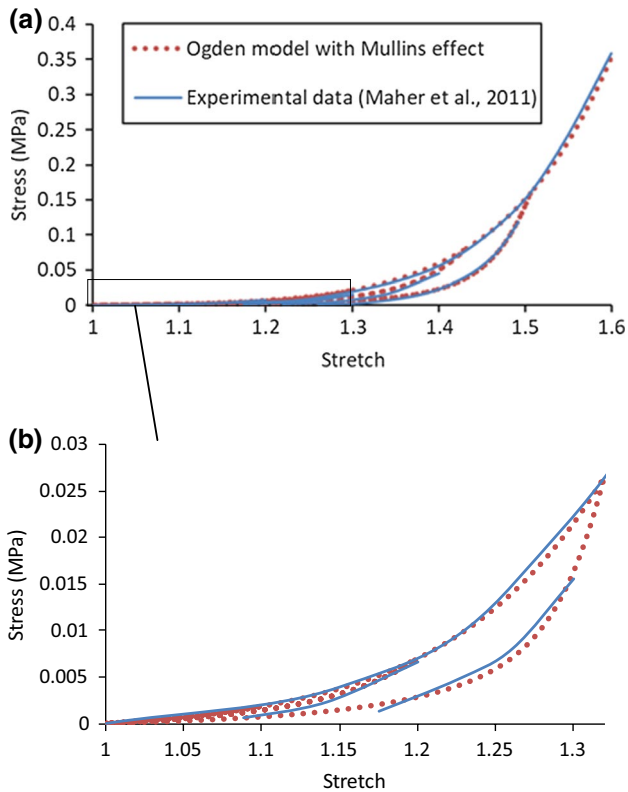 (a)
0.4
0.35
0.3
0.25
0.2
0.15
0.1
0.05
0
Stress (MPa)
Ogden model with Mullins effect
Experimental data (Maher et al., 2011)
1 1.1 1.2 1.3 1.4 1.5 1.6
Stretch
(b)
0.03
0.025
0.02
0.015
0.01
0.005
0
Stress (MPa)
1 1.05 1.1 1.15 1.2 1.25 1.3
Stretch